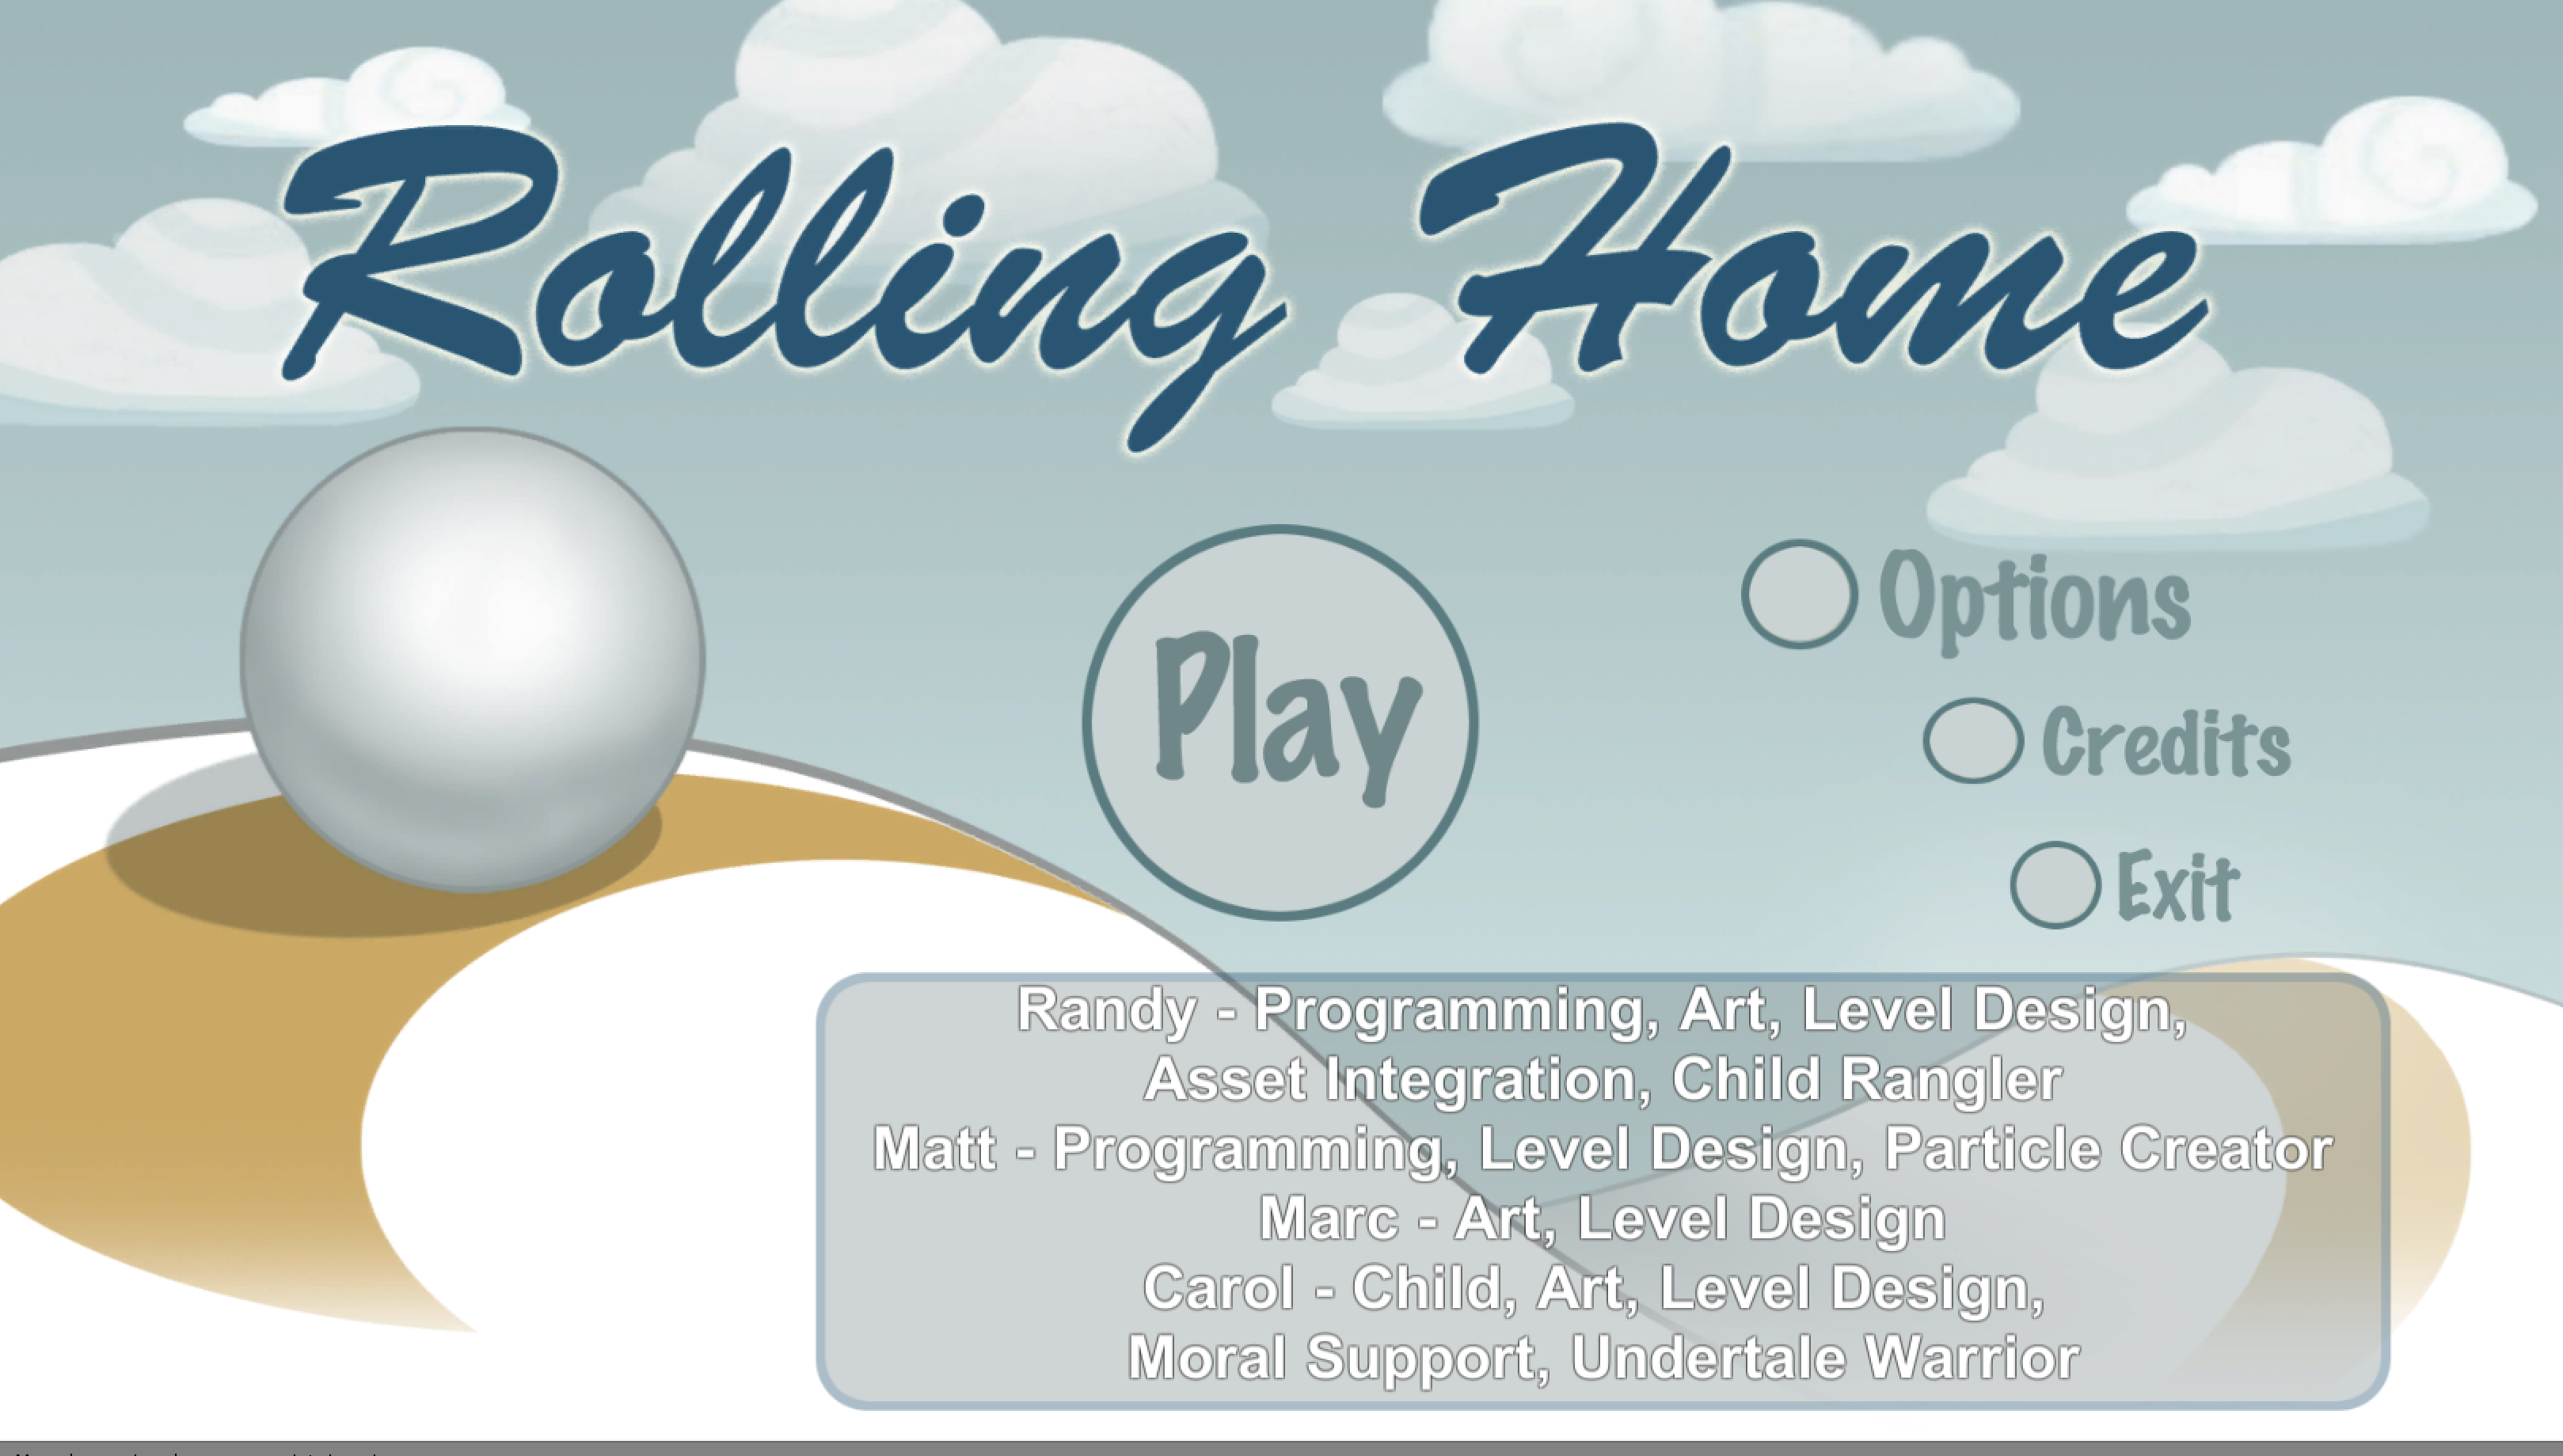 Rolling Home
Play
Options
Credits
Exit
Randy - Programming, Art, Level Design,
Asset Integration, Child Rangler
Matt - Programming, Level Design, Particle Creator
Marc - Art, Level Design
Carol - Child, Art, Level Design,
Moral Support, Undertale Warrior